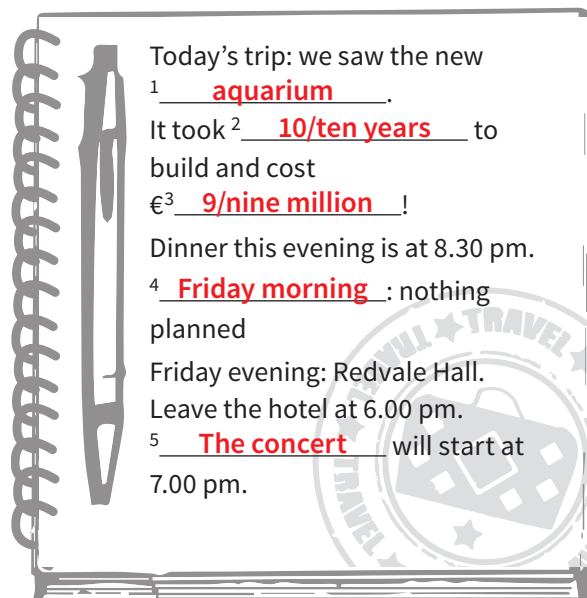 Today's trip: we saw the new
1 aquarium.
It took 2 10/ten years to
build and cost
€3 9/nine million!
Dinner this evening is at 8.30 pm.
4 Friday morning: nothing
planned
Friday evening: Redvale Hall.
Leave the hotel at 6.00 pm.
5 The concert will start at
7.00 pm.
TRAVEL
TRAVEL
TRAVEL